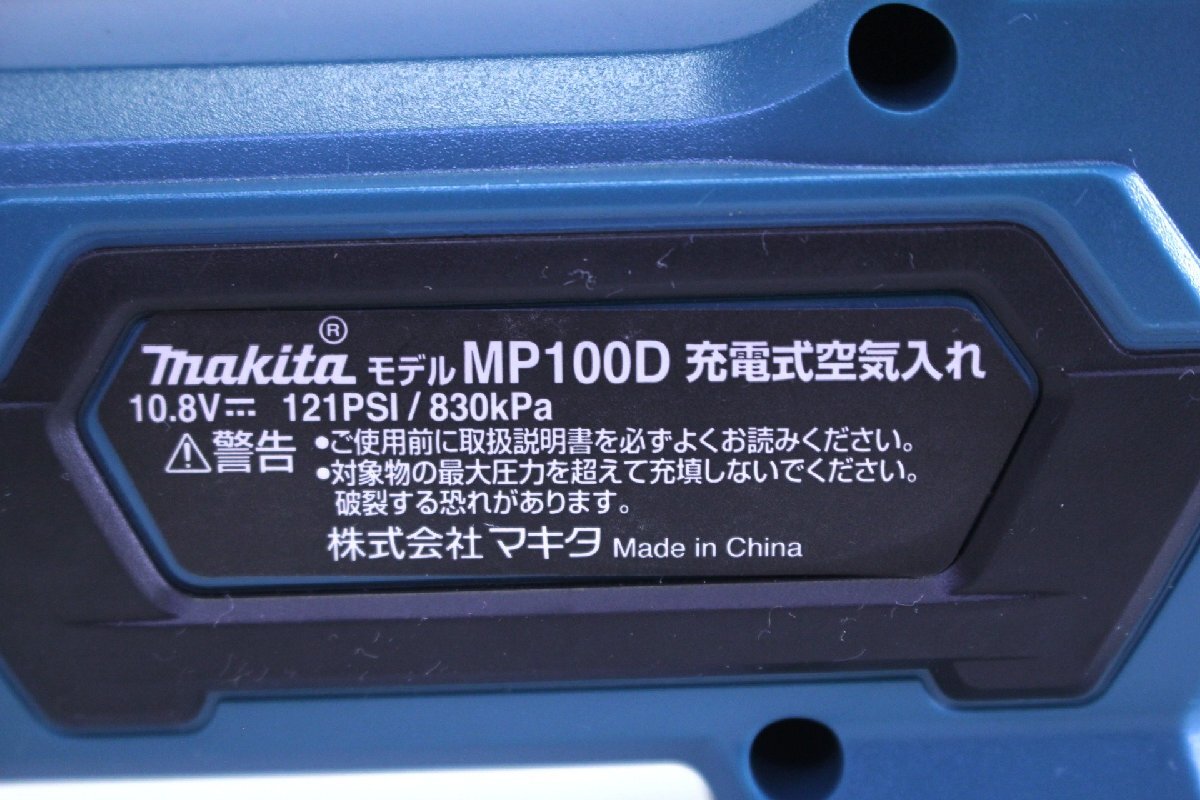 makita® モデル MP100D 充電式空気入れ
10.8V⎓ 121PSI / 830kPa
⚠警告 •ご使用前に取扱説明書を必ずよくお読みください。
•対象物の最大圧力を超えて充填しないでください。
破裂する恐れがあります。
株式会社マキタ Made in China